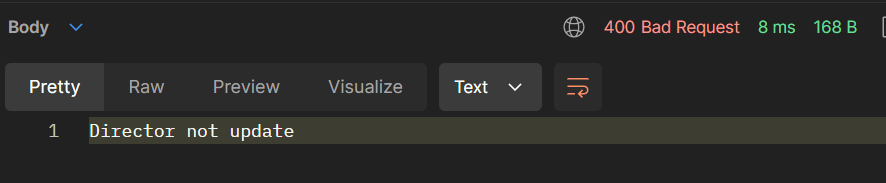 Body 400 Bad Request 8 ms 168 B
Pretty Raw Preview Visualize Text
1 Director not update